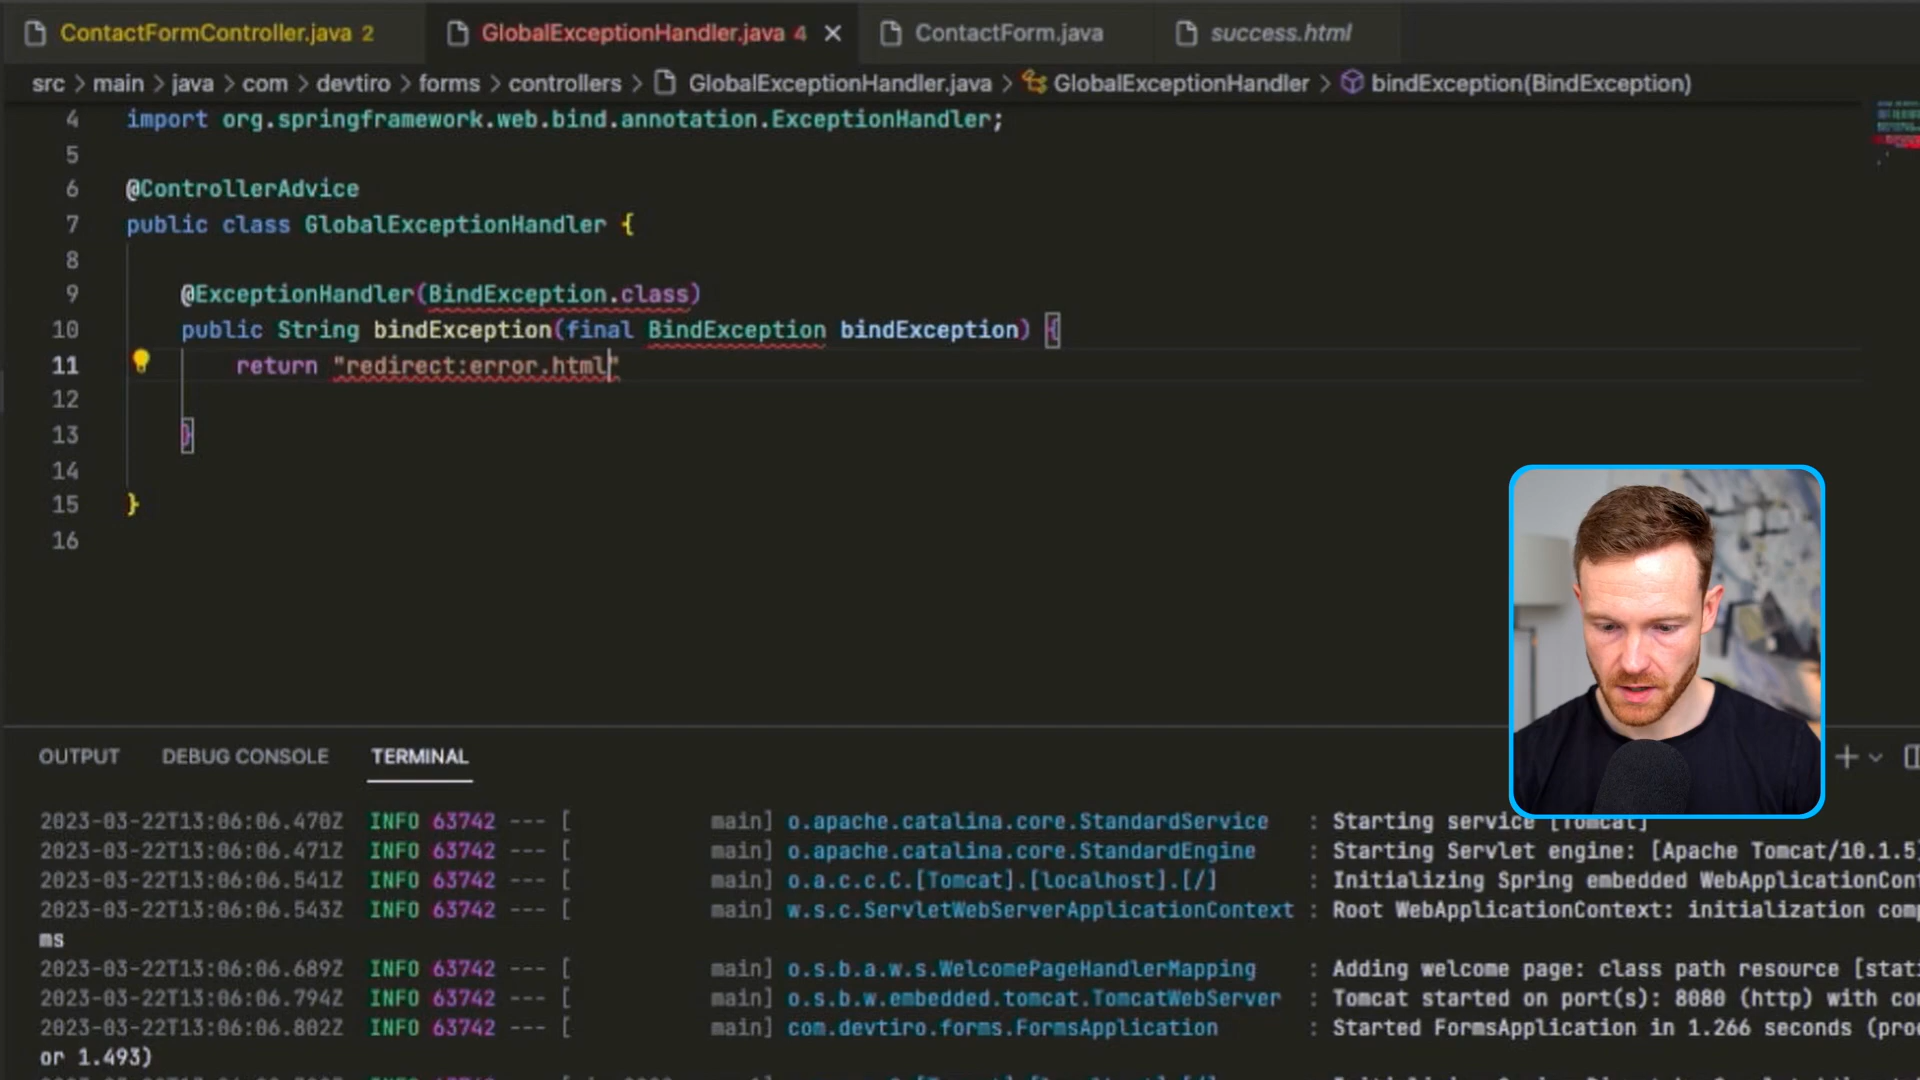 ContactFormController.java 2
GlobalExceptionHandler.java 4
ContactForm.java
success.html
src > main > java > com > devtiro > forms > controllers > GlobalExceptionHandler.java > GlobalExceptionHandler > bindException(BindException)
4 import org.springframework.web.bind.annotation.ExceptionHandler;
5
6 @ControllerAdvice
7 public class GlobalExceptionHandler {
8
9 @ExceptionHandler(BindException.class)
10 public String bindException(final BindException bindException) {
11 return "redirect:error.html"
12
13 }
14
15 }
16
OUTPUT DEBUG CONSOLE TERMINAL
2023-03-22T13:06:06.470Z INFO 63742 --- [ main] o.apache.catalina.core.StandardService : Starting service [Tomcat]
2023-03-22T13:06:06.471Z INFO 63742 --- [ main] o.apache.catalina.core.StandardEngine : Starting Servlet engine: [Apache Tomcat/10.1.5]
2023-03-22T13:06:06.541Z INFO 63742 --- [ main] o.a.c.c.C.[Tomcat].[localhost].[/] : Initializing Spring embedded WebApplicationCont
2023-03-22T13:06:06.543Z INFO 63742 --- [ main] w.s.c.ServletWebServerApplicationContext : Root WebApplicationContext: initialization comp
ms
2023-03-22T13:06:06.689Z INFO 63742 --- [ main] o.s.b.a.w.s.WelcomePageHandlerMapping : Adding welcome page: class path resource [stati
2023-03-22T13:06:06.794Z INFO 63742 --- [ main] o.s.b.w.embedded.tomcat.TomcatWebServer : Tomcat started on port(s): 8080 (http) with con
2023-03-22T13:06:06.802Z INFO 63742 --- [ main] com.devtiro.forms.FormsApplication : Started FormsApplication in 1.266 seconds (proc
or 1.493)